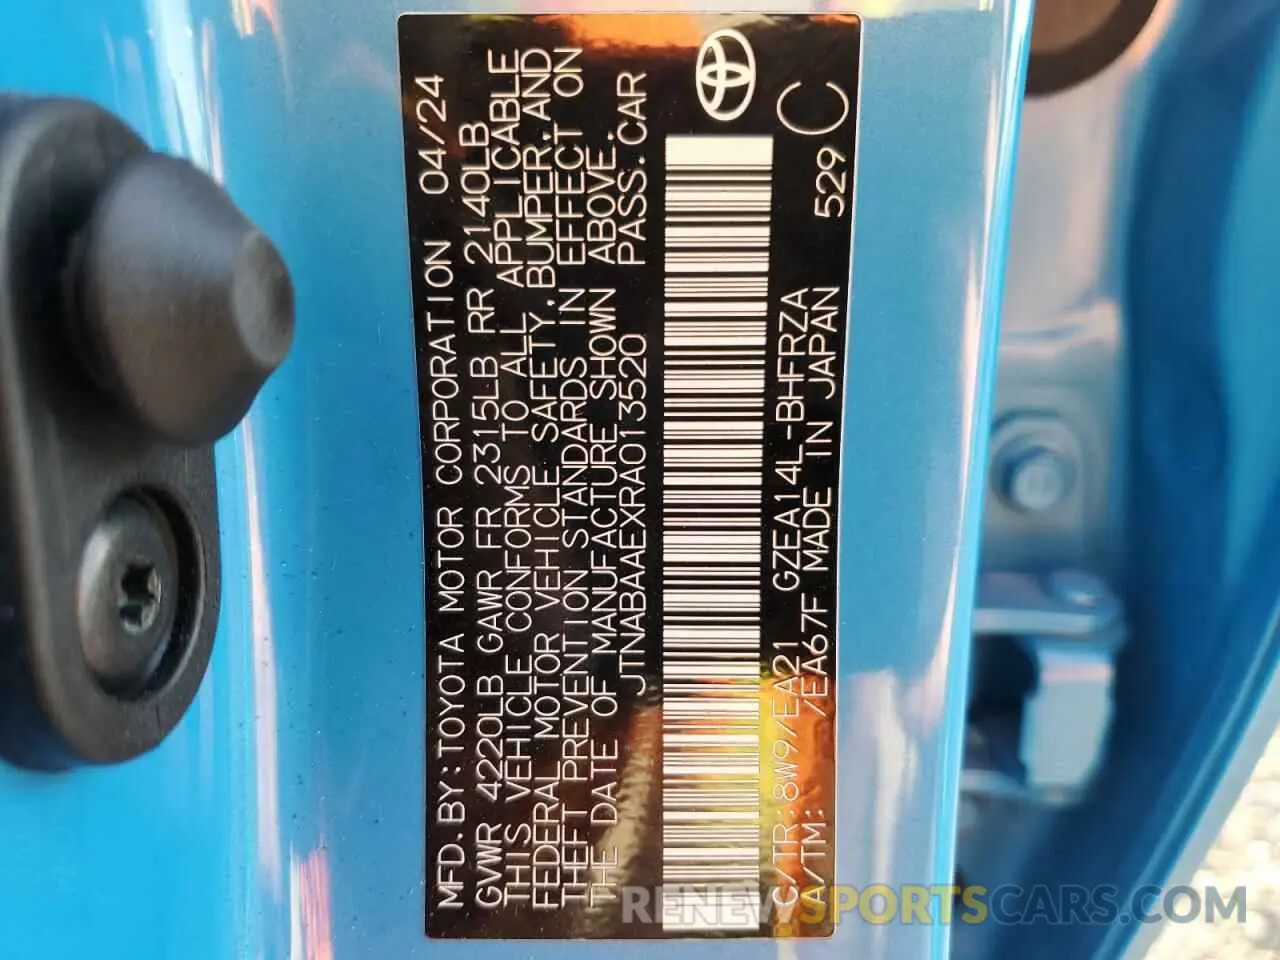 MFD.BY:TOYOTA MOTOR CORPORATION 04/24
GVWR 4220LB GAWR FR 2315LB RR 2140LB
THIS VEHICLE CONFORMS TO ALL APPLICABLE
FEDERAL MOTOR VEHICLE SAFETY,BUMPER,AND
THEFT PREVENTION STANDARDS IN EFFECT ON
THE DATE OF MANUFACTURE SHOWN ABOVE.
JTNABAAEXRA013520 PASS.CAR
C/TR:8W9/EA21 GZEA14L-BHFRZA 529 C
A/TM: /EA67F MADE IN JAPAN
RENEWSPORTSCARS.COM